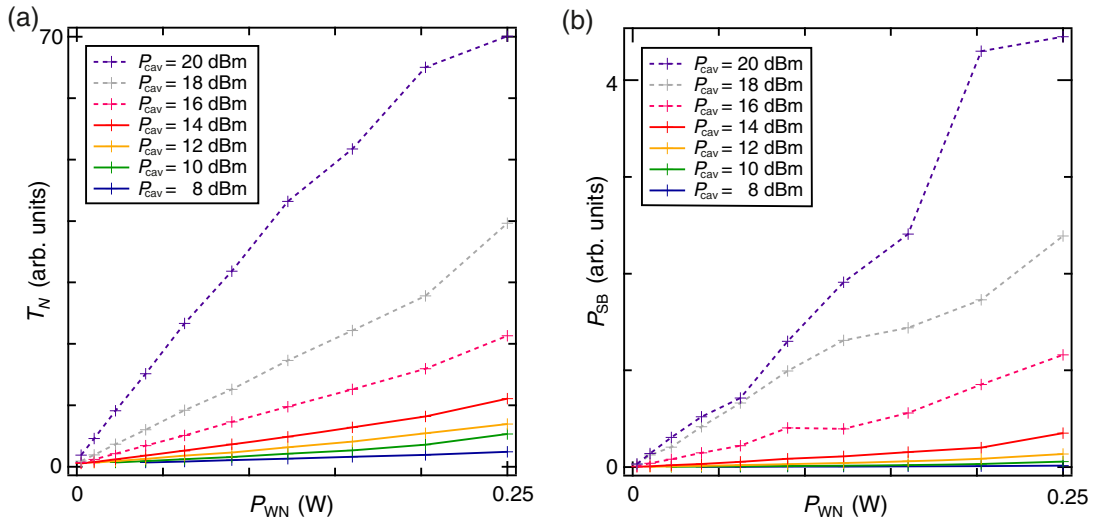 (a)
70
P_cav = 20 dBm
P_cav = 18 dBm
P_cav = 16 dBm
P_cav = 14 dBm
P_cav = 12 dBm
P_cav = 10 dBm
P_cav = 8 dBm
T_N (arb. units)
0
0
0.25
P_WN (W)
(b)
4
P_cav = 20 dBm
P_cav = 18 dBm
P_cav = 16 dBm
P_cav = 14 dBm
P_cav = 12 dBm
P_cav = 10 dBm
P_cav = 8 dBm
P_SB (arb. units)
0
0
0.25
P_WN (W)